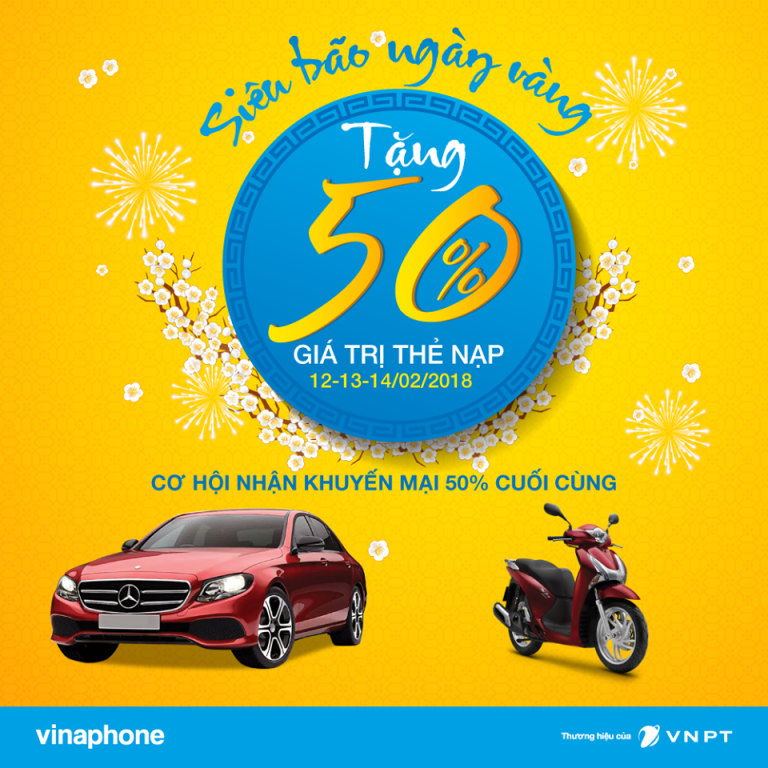 Siêu bão ngày vàng
Tặng
50%
GIÁ TRỊ THẺ NẠP
12-13-14/02/2018
CƠ HỘI NHẬN KHUYẾN MẠI 50% CUỐI CÙNG
vinaphone
Thương hiệu của VNPT